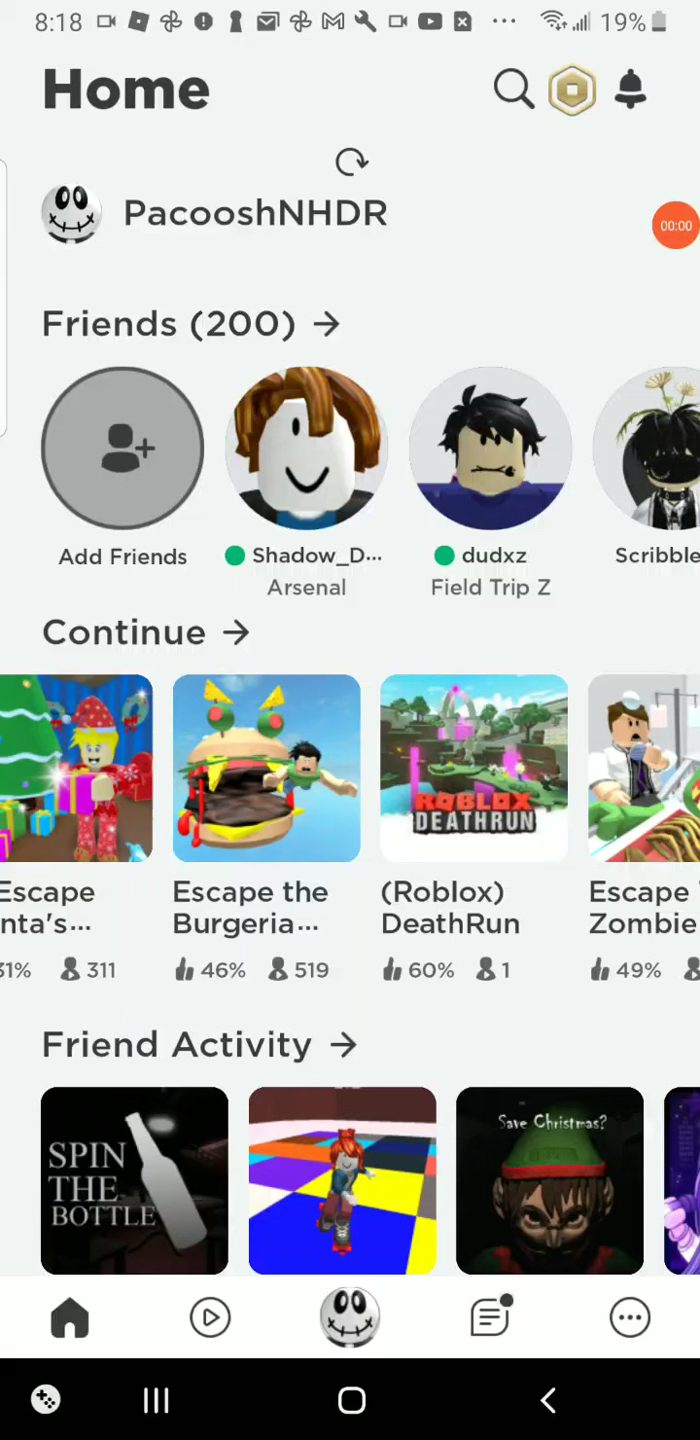 8:18
19%
Home
PacooshNHDR
00:00
Friends (200)
Add Friends
Shadow_D...
Arsenal
dudxz
Field Trip Z
Scribble
Continue
ROBLOX
DEATHRUN
Escape
nta's...
31% 311
Escape the
Burgeria...
46% 519
(Roblox)
DeathRun
60% 1
Escape
Zombie
49%
Friend Activity
SPIN
THE
BOTTLE
Save Christmas?